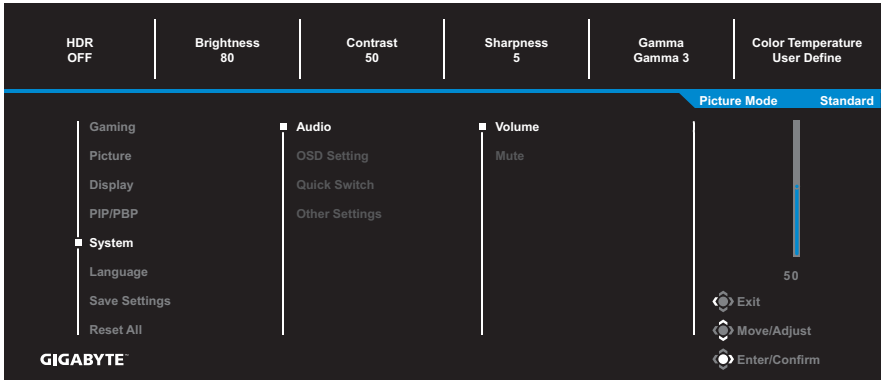 HDR
OFF
Brightness
80
Contrast
50
Sharpness
5
Gamma
Gamma 3
Color Temperature
User Define
Picture Mode Standard
Gaming
Picture
Display
PIP/PBP
System
Language
Save Settings
Reset All
Audio
OSD Setting
Quick Switch
Other Settings
Volume
Mute
50
Exit
Move/Adjust
Enter/Confirm
GIGABYTE™